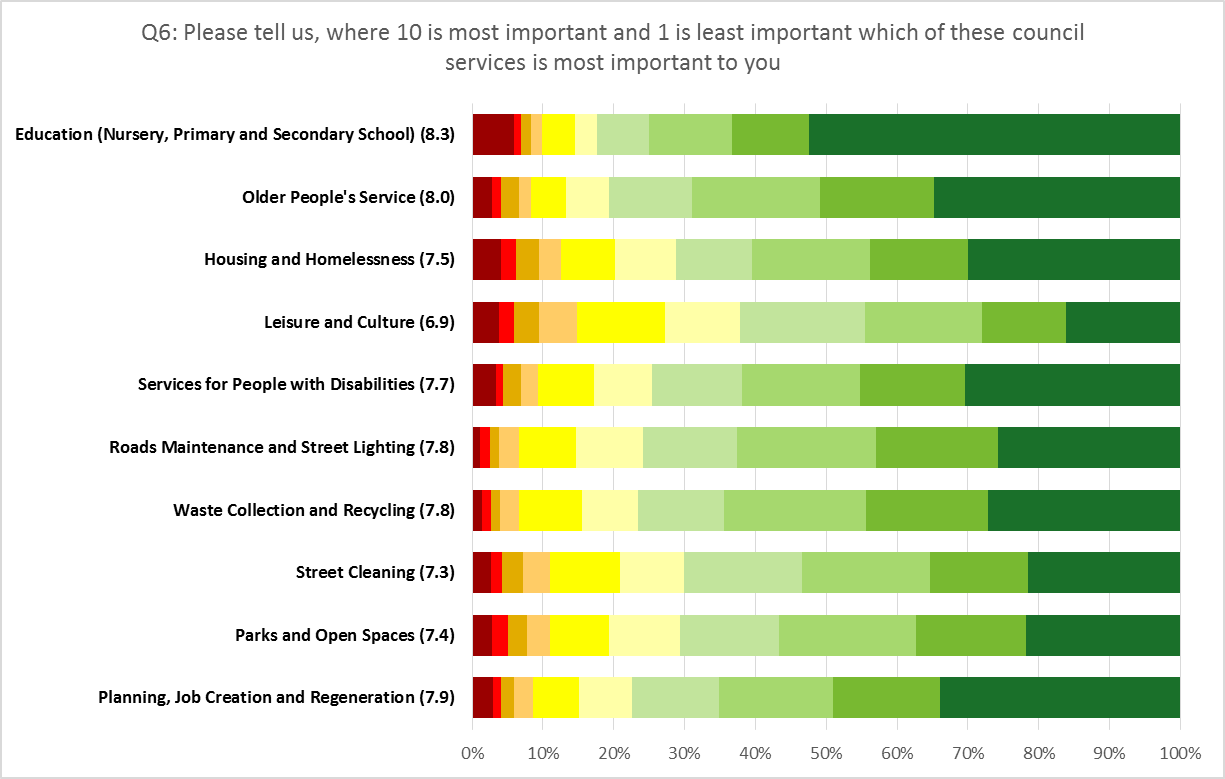 Q6: Please tell us, where 10 is most important and 1 is least important which of these council
services is most important to you
Education (Nursery, Primary and Secondary School) (8.3)
Older People's Service (8.0)
Housing and Homelessness (7.5)
Leisure and Culture (6.9)
Services for People with Disabilities (7.7)
Roads Maintenance and Street Lighting (7.8)
Waste Collection and Recycling (7.8)
Street Cleaning (7.3)
Parks and Open Spaces (7.4)
Planning, Job Creation and Regeneration (7.9)
0% 10% 20% 30% 40% 50% 60% 70% 80% 90% 100%